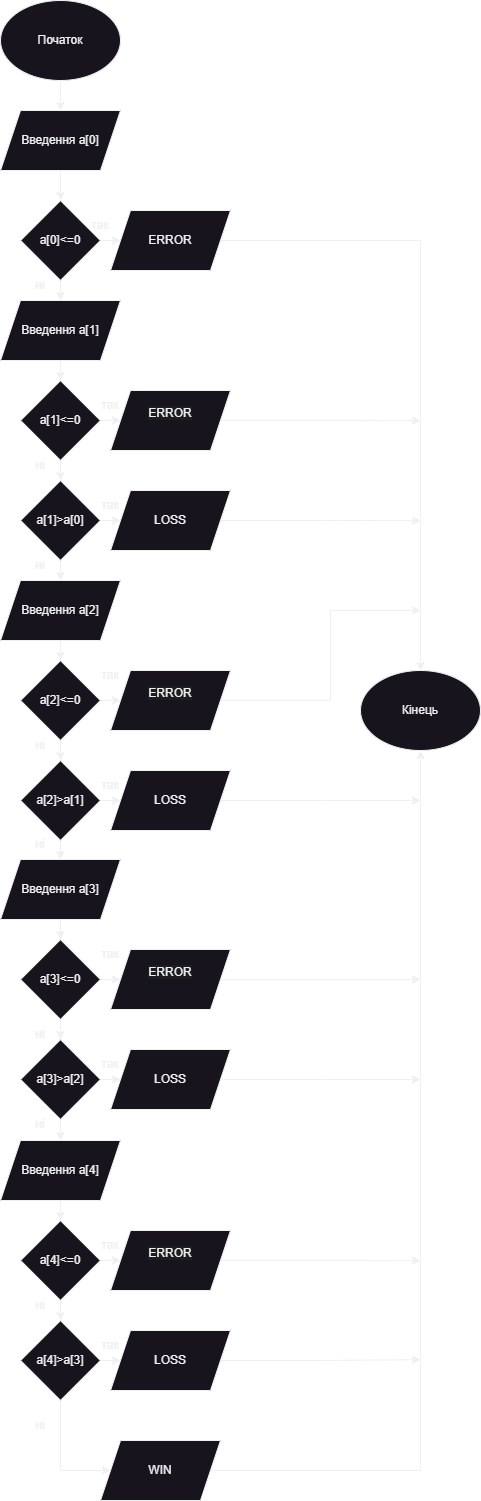 Початок
Введення a[0]
a[0]<=0
так
ERROR
ні
Введення a[1]
a[1]<=0
так
ERROR
ні
a[1]>a[0]
так
LOSS
ні
Введення a[2]
a[2]<=0
так
ERROR
Кінець
ні
a[2]>a[1]
так
LOSS
ні
Введення a[3]
a[3]<=0
так
ERROR
ні
a[3]>a[2]
так
LOSS
ні
Введення a[4]
a[4]<=0
так
ERROR
ні
a[4]>a[3]
так
LOSS
ні
WIN